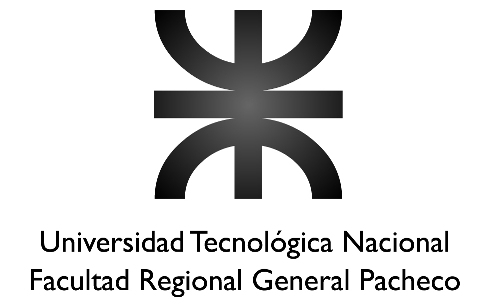 Universidad Tecnológica Nacional
Facultad Regional General Pacheco